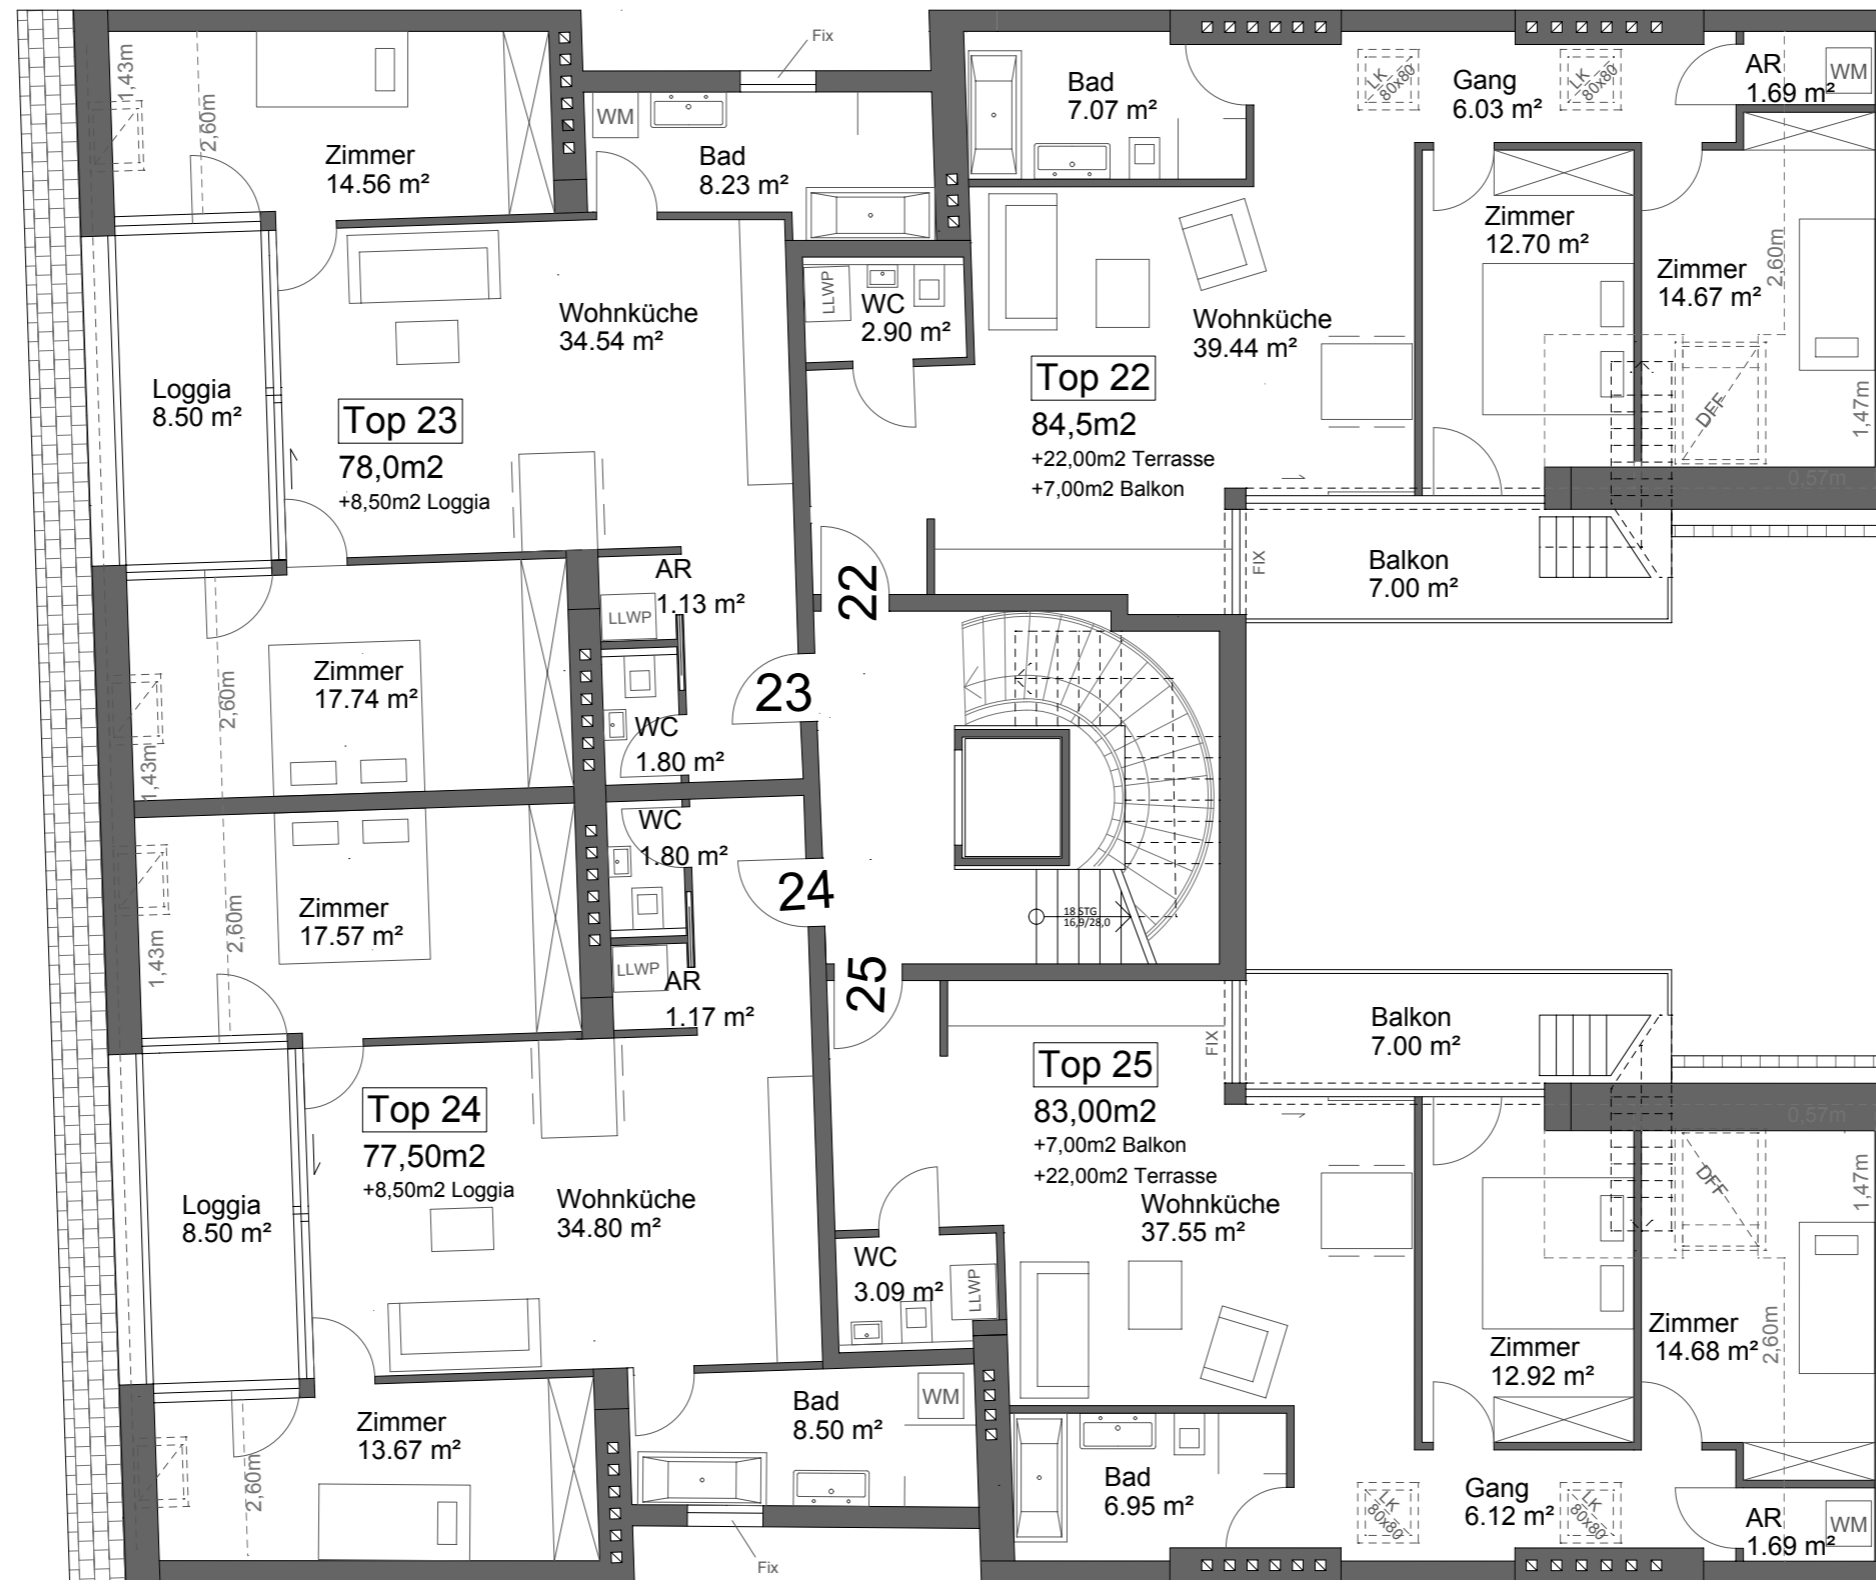 Fix
1,43m
2,60m
Zimmer
14.56 m²
WM
Bad
8.23 m²
Bad
7.07 m²
LK
80x80
Gang
6.03 m²
LK
80x80
AR
1.69 m²
WM
Zimmer
12.70 m²
Zimmer
14.67 m²
2,60m
LLWP
WC
2.90 m²
Wohnküche
34.54 m²
Wohnküche
39.44 m²
Loggia
8.50 m²
Top 23
78,0m2
+8,50m2 Loggia
Top 22
84,5m2
+22,00m2 Terrasse
+7,00m2 Balkon
DFF
1,47m
0,57m
FIX
Balkon
7.00 m²
22
AR
1.13 m²
LLWP
Zimmer
17.74 m²
2,60m
1,43m
23
WC
1.80 m²
WC
1.80 m²
24
Zimmer
17.57 m²
2,60m
1,43m
18 STG
16,9/28,0
LLWP
AR
1.17 m²
25
FIX
Balkon
7.00 m²
Top 24
77,50m2
+8,50m2 Loggia
Top 25
83,00m2
+7,00m2 Balkon
+22,00m2 Terrasse
0,57m
DFF
1,47m
Loggia
8.50 m²
Wohnküche
34.80 m²
Wohnküche
37.55 m²
WC
3.09 m²
LLWP
Zimmer
12.92 m²
Zimmer
14.68 m²
2,60m
Zimmer
13.67 m²
2,60m
Bad
8.50 m²
WM
Bad
6.95 m²
LK
80x80
Gang
6.12 m²
LK
80x80
AR
1.69 m²
WM
Fix